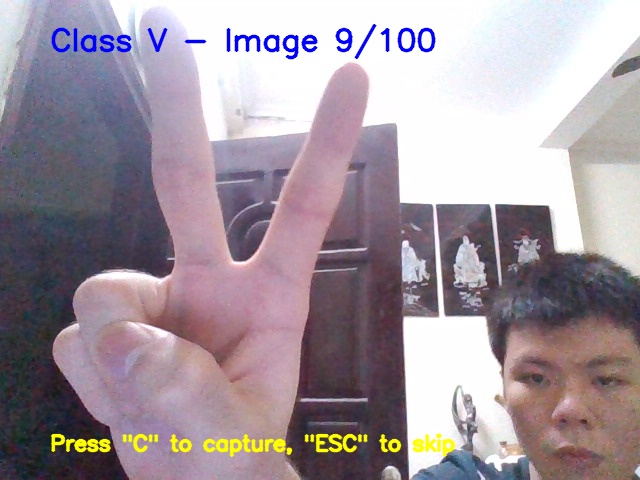 Class V - Image 9/100
Press "C" to capture, "ESC" to skip